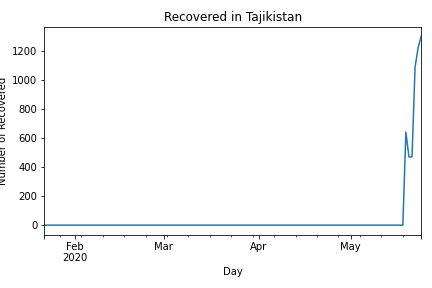 Recovered in Tajikistan
Number of Recovered
1200
1000
800
600
400
200
0
Feb
2020
Mar
Apr
May
Day